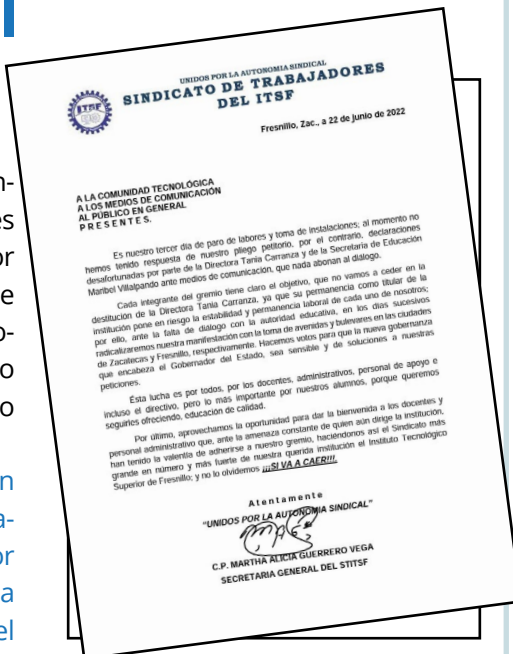 UNIDOS POR LA AUTONOMIA SINDICAL
SINDICATO DE TRABAJADORES
DEL ITSF
ITSF
Fresnillo, Zac., a 22 de junio de 2022
A LA COMUNIDAD TECNOLÓGICA
A LOS MEDIOS DE COMUNICACIÓN
AL PÚBLICO EN GENERAL
P R E S E N T E S.
Es nuestro tercer día de paro de labores y toma de instalaciones; al momento no
hemos tenido respuesta de nuestro pliego petitorio, por el contrario, declaraciones
desafortunadas por parte de la Directora Tania Carranza y de la Secretaria de Educación
Maribel Villalpando ante medios de comunicación, que nada abonan al diálogo.
Cada integrante del gremio tiene claro el objetivo, que no vamos a ceder en la
destitución de la Directora Tania Carranza, ya que su permanencia como titular de la
institución pone en riesgo la estabilidad y permanencia laboral de cada uno de nosotros;
por ello, ante la falta de diálogo con la autoridad educativa, en los días sucesivos
radicalizaremos nuestra manifestación con la toma de avenidas y bulevares en las ciudades
de Zacatecas y Fresnillo, respectivamente. Hacemos votos para que la nueva gobernanza
que encabeza el Gobernador del Estado, sea sensible y de soluciones a nuestras
peticiones.
Ésta lucha es por todos, por los docentes, administrativos, personal de apoyo e
incluso el directivo, pero lo más importante por nuestros alumnos, porque queremos
seguirles ofreciendo, educación de calidad.
Por último, aprovechamos la oportunidad para dar la bienvenida a los docentes y
personal administrativo que, ante la amenaza constante de quien aún dirige la institución,
han tenido la valentía de adherirse a nuestro gremio, haciéndonos así el Sindicato más
grande en número y más fuerte de nuestra querida institución el Instituto Tecnológico
Superior de Fresnillo; y no lo olvidemos ¡¡¡SI VA A CAER!!!.
A t e n t a m e n t e
"UNIDOS POR LA AUTONOMIA SINDICAL"
C.P. MARTHA ALICIA GUERRERO VEGA
SECRETARIA GENERAL DEL STITSF